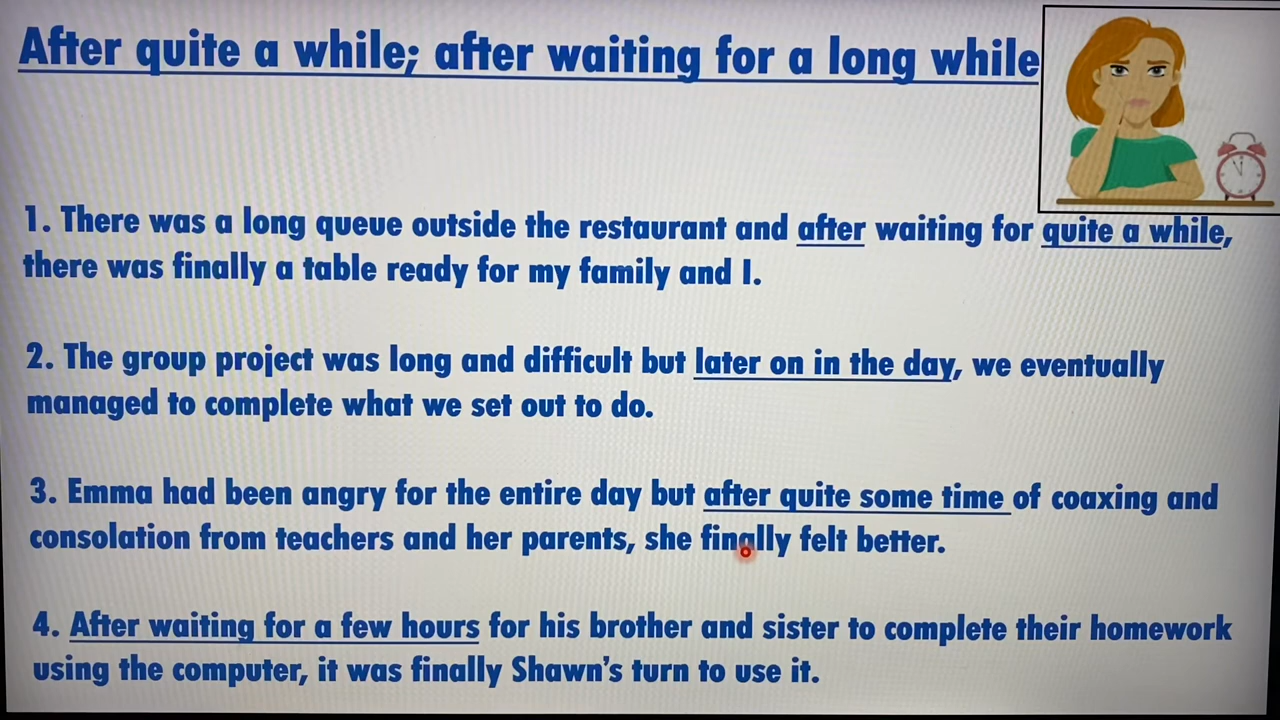 After quite a while; after waiting for a long while
1. There was a long queue outside the restaurant and after waiting for quite a while,
there was finally a table ready for my family and I.
2. The group project was long and difficult but later on in the day, we eventually
managed to complete what we set out to do.
3. Emma had been angry for the entire day but after quite some time of coaxing and
consolation from teachers and her parents, she finally felt better.
4. After waiting for a few hours for his brother and sister to complete their homework
using the computer, it was finally Shawn's turn to use it.